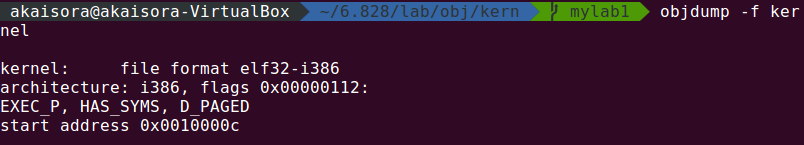 akaisora@akaisora-VirtualBox ~/6.828/lab/obj/kern mylab1 objdump -f ker
nel
kernel:     file format elf32-i386
architecture: i386, flags 0x00000112:
EXEC_P, HAS_SYMS, D_PAGED
start address 0x0010000c